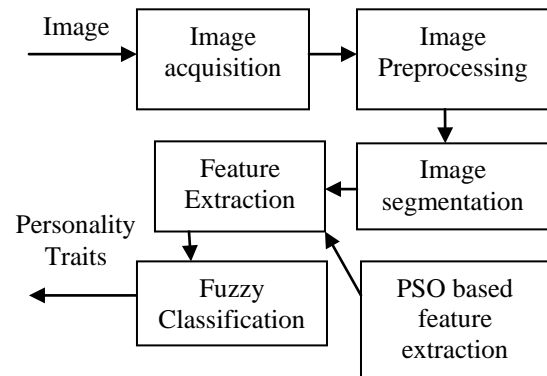 Image
Image
acquisition
Image
Preprocessing
Feature
Extraction
Image
segmentation
Personality
Traits
Fuzzy
Classification
PSO based
feature
extraction